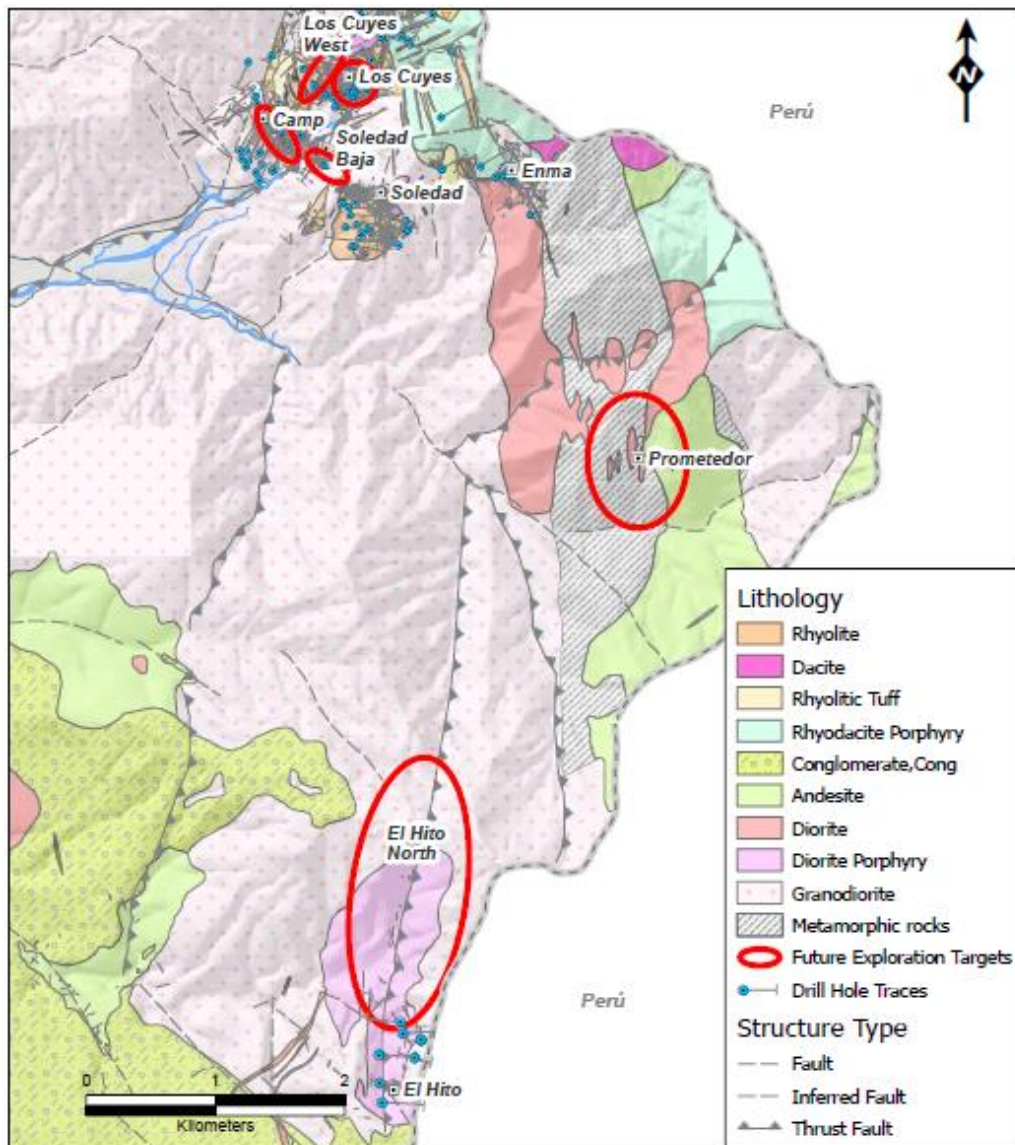 Los Cuyes
West
Los Cuyes
N
Perú
Camp
Soledad
Baja
Enma
Soledad
Prometedor
El Hito
North
Perú
El Hito
0 1 2
Kilometers
Lithology
Rhyolite
Dacite
Rhyolitic Tuff
Rhyodacite Porphyry
Conglomerate,Cong
Andesite
Diorite
Diorite Porphyry
Granodiorite
Metamorphic rocks
Future Exploration Targets
Drill Hole Traces
Structure Type
Fault
Inferred Fault
Thrust Fault